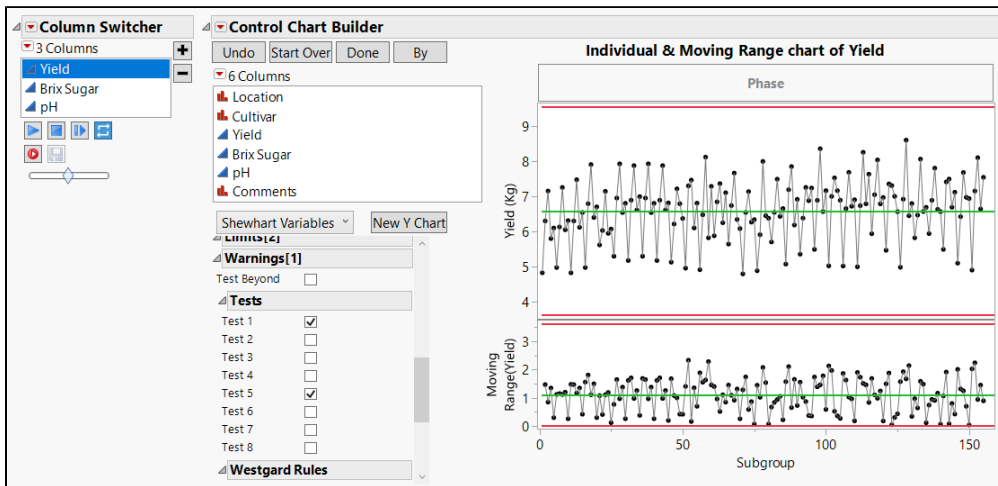 Column Switcher
3 Columns
Yield
Brix Sugar
pH
Control Chart Builder
Undo
Start Over
Done
By
6 Columns
Location
Cultivar
Yield
Brix Sugar
pH
Comments
Shewhart Variables
New Y Chart
Limits[2]
Warnings[1]
Test Beyond
Tests
Test 1
Test 2
Test 3
Test 4
Test 5
Test 6
Test 7
Test 8
Westgard Rules
Individual & Moving Range chart of Yield
Phase
Yield (Kg)
9
8
7
6
5
4
Moving
Range(Yield)
3
2
1
0
0
50
100
150
Subgroup